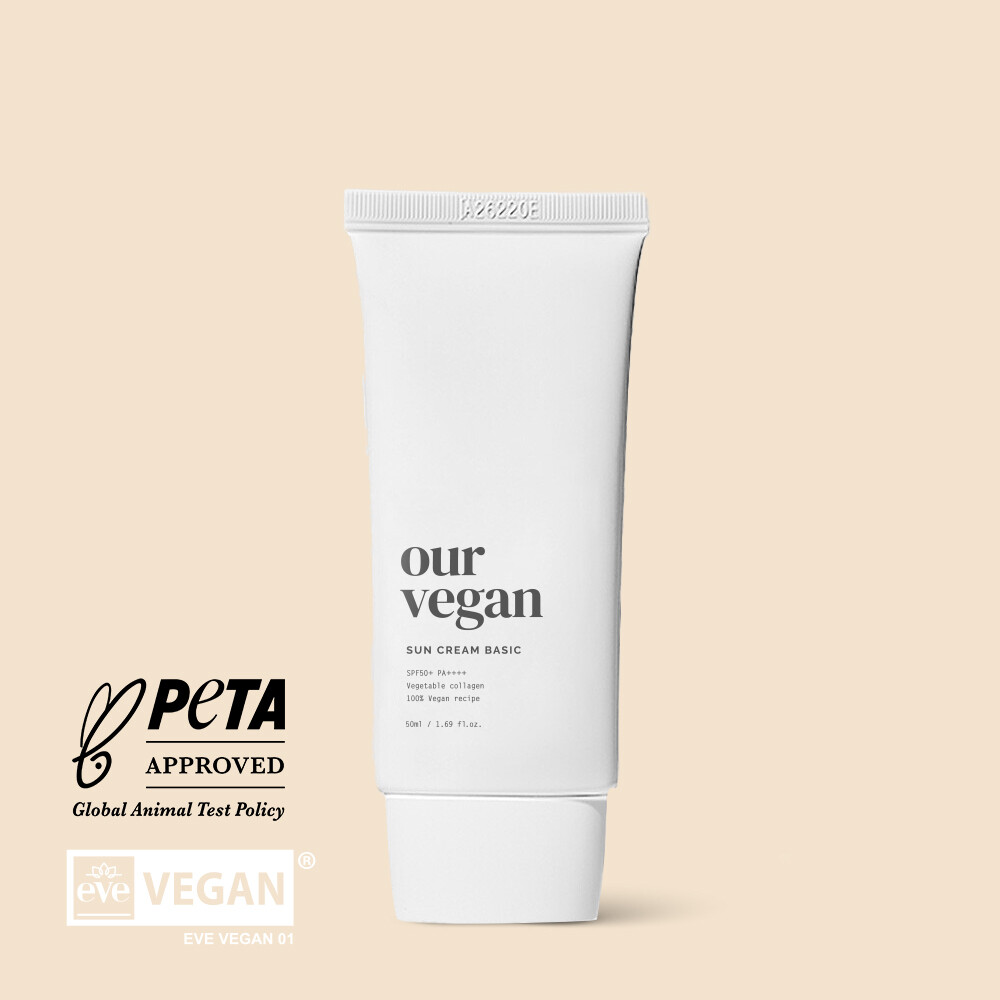 A26220E
our
vegan
SUN CREAM BASIC
SPF50+ PA++++
Vegetable collagen
100% Vegan recipe
50ml / 1.69 fl.oz.
PETA
APPROVED
Global Animal Test Policy
eve VEGAN ®
EVE VEGAN 01